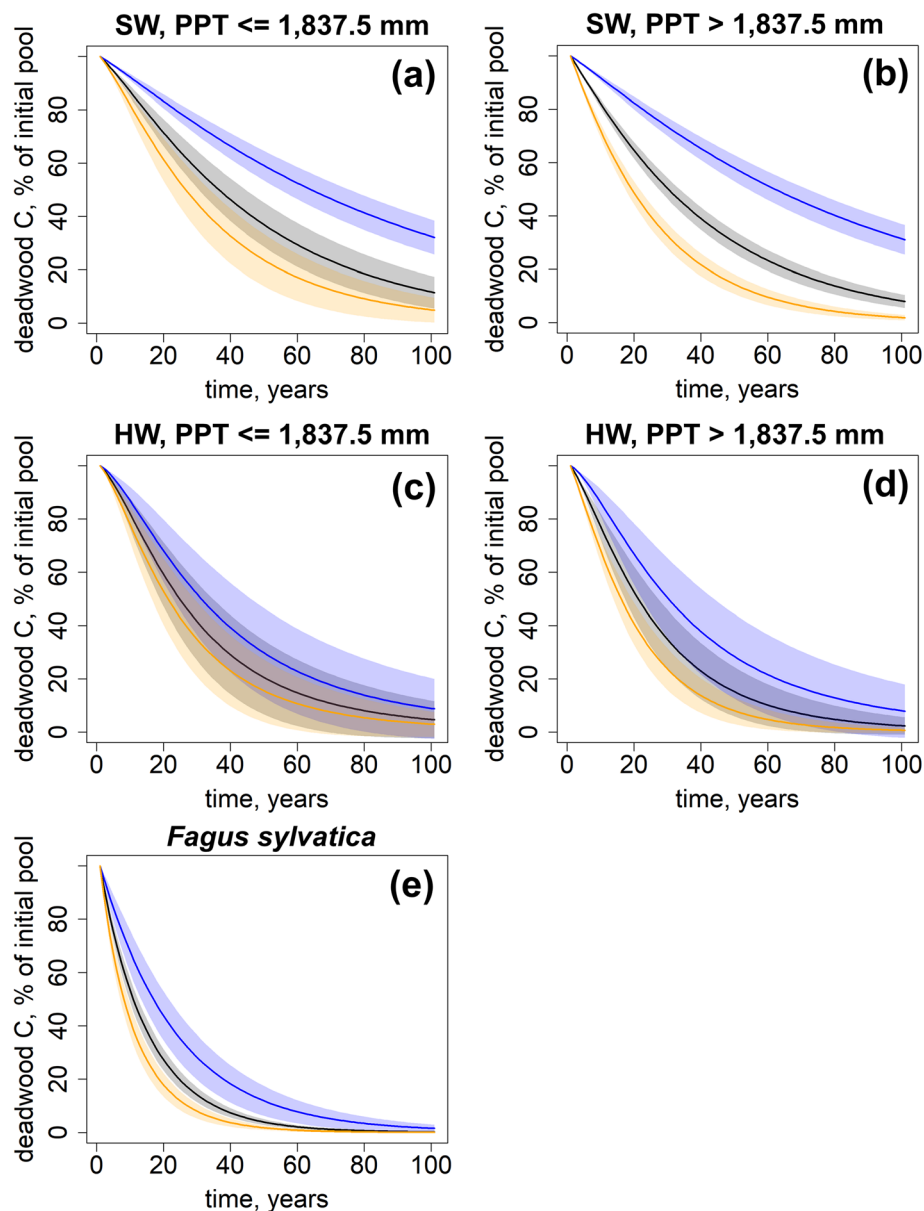 SW, PPT <= 1,837.5 mm
(a)
deadwood C, % of initial pool
0 20 40 60 80
0 20 40 60 80 100
time, years
SW, PPT > 1,837.5 mm
(b)
deadwood C, % of initial pool
0 20 40 60 80
0 20 40 60 80 100
time, years
HW, PPT <= 1,837.5 mm
(c)
deadwood C, % of initial pool
0 20 40 60 80
0 20 40 60 80 100
time, years
HW, PPT > 1,837.5 mm
(d)
deadwood C, % of initial pool
0 20 40 60 80
0 20 40 60 80 100
time, years
Fagus sylvatica
(e)
deadwood C, % of initial pool
0 20 40 60 80
0 20 40 60 80 100
time, years